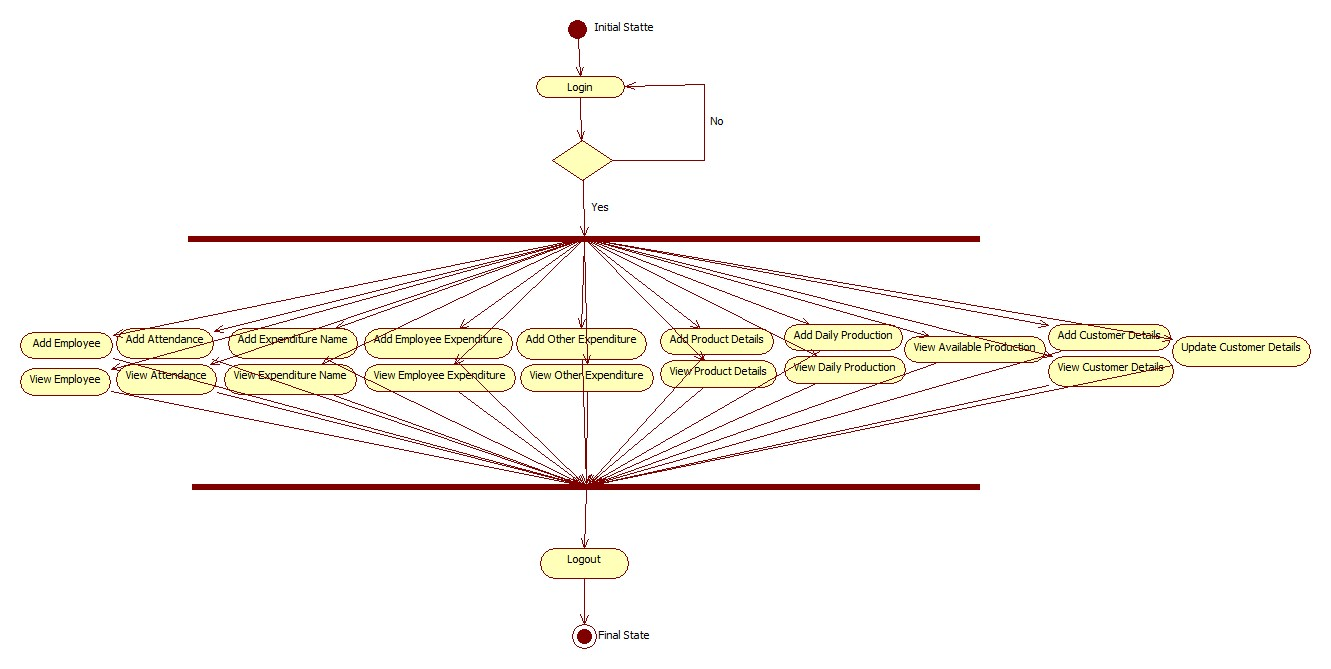 Initial Statte
Login
No
Yes
Add Employee
Add Attendance
Add Expenditure Name
Add Employee Expenditure
Add Other Expenditure
Add Product Details
Add Daily Production
View Available Production
Add Customer Details
Update Customer Details
View Employee
View Attendance
View Expenditure Name
View Employee Expenditure
View Other Expenditure
View Product Details
View Daily Production
View Customer Details
Logout
Final State